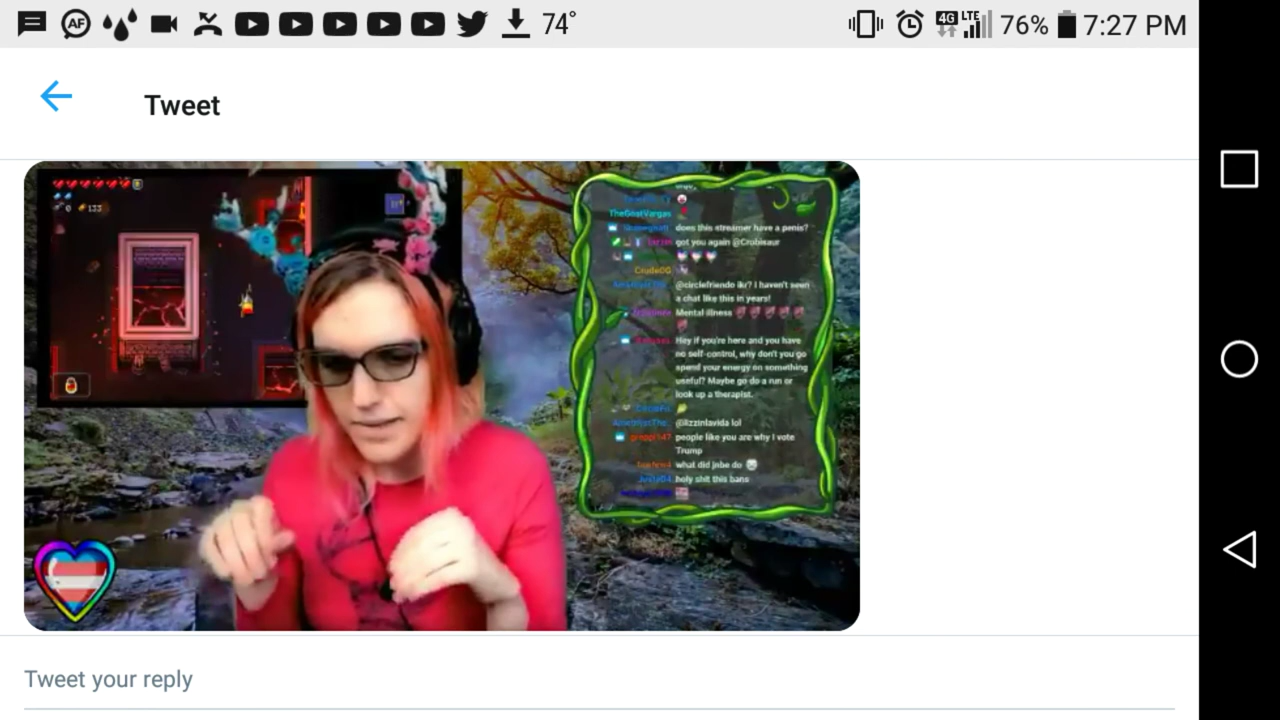 74°
4G LTE 76% 7:27 PM
Tweet
133
TheGoatVargas
does this streamer have a penis?
got you again @Crubisaur
CrudeOG
@circlefriendo ikr? I haven't seen
a chat like this in years!
Mental illness
Hey if you're here and you have
no self-control, why don't you go
spend your energy on something
useful? Maybe go do a run or
look up a therapist.
@lizzinlavida lol
people like you are why I vote
Trump
what did jnbe do
holy shit this bans
Tweet your reply